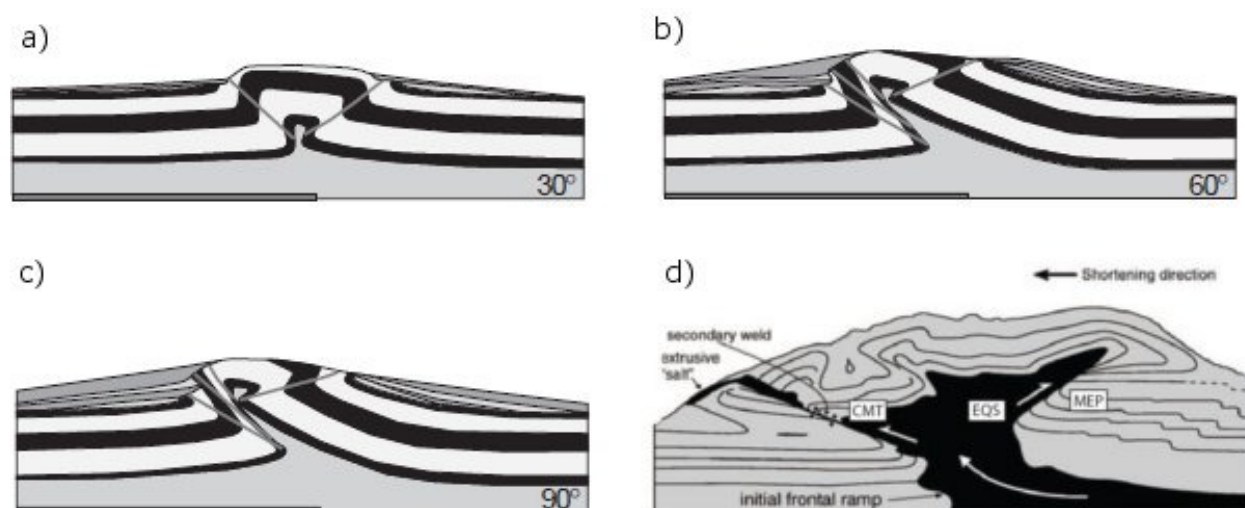 a)
30°
b)
60°
c)
90°
d)
Shortening direction
secondary weld
extrusive
"salt"
CMT
EQS
MEP
initial frontal ramp